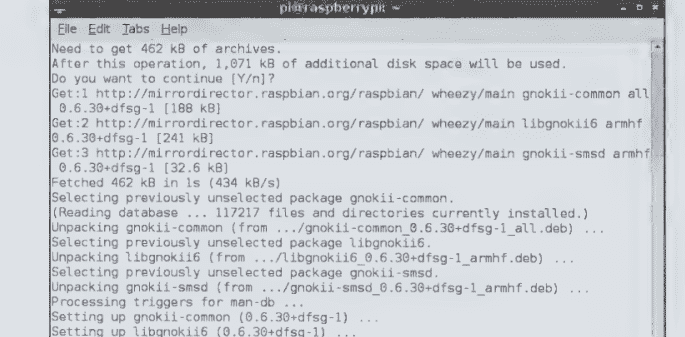 pi@raspberrypi: ~
File Edit Tabs Help
Need to get 462 kB of archives.
After this operation, 1,071 kB of additional disk space will be used.
Do you want to continue [Y/n]?
Get:1 http://mirrordirector.raspbian.org/raspbian/ wheezy/main gnokii-common all
0.6.30+dfsg-1 [188 kB]
Get:2 http://mirrordirector.raspbian.org/raspbian/ wheezy/main libgnokii6 armhf
0.6.30+dfsg-1 [241 kB]
Get:3 http://mirrordirector.raspbian.org/raspbian/ wheezy/main gnokii-smsd armhf
0.6.30+dfsg-1 [32.6 kB]
Fetched 462 kB in 1s (434 kB/s)
Selecting previously unselected package gnokii-common.
(Reading database ... 117217 files and directories currently installed.)
Unpacking gnokii-common (from .../gnokii-common_0.6.30+dfsg-1_all.deb) ...
Selecting previously unselected package libgnokii6.
Unpacking libgnokii6 (from .../libgnokii6_0.6.30+dfsg-1_armhf.deb) ...
Selecting previously unselected package gnokii-smsd.
Unpacking gnokii-smsd (from .../gnokii-smsd_0.6.30+dfsg-1_armhf.deb) ...
Processing triggers for man-db ...
Setting up gnokii-common (0.6.30+dfsg-1) ...
Setting up libgnokii6 (0.6.30+dfsg-1) ...